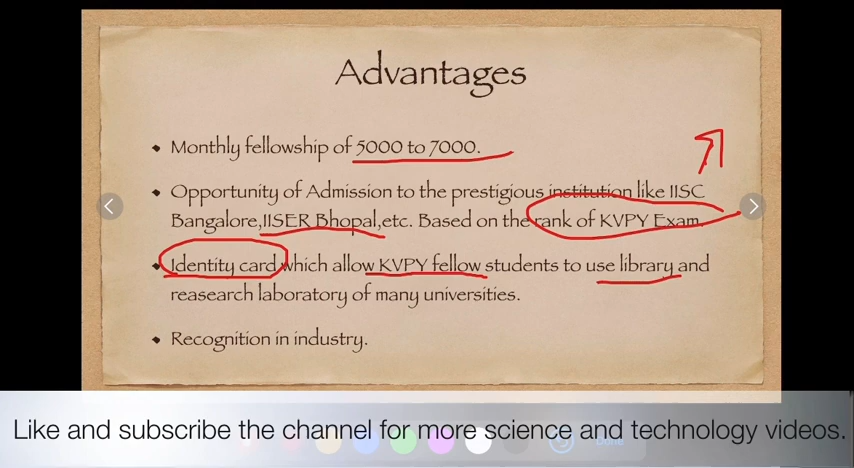 Advantages
• Monthly fellowship of 5000 to 7000.
• Opportunity of Admission to the prestigious institution like IISC
Bangalore,IISER Bhopal,etc. Based on the rank of KVPY Exam.
• Identity card which allow KVPY fellow students to use library and
reasearch laboratory of many universities.
• Recognition in industry.
Like and subscribe the channel for more science and technology videos.